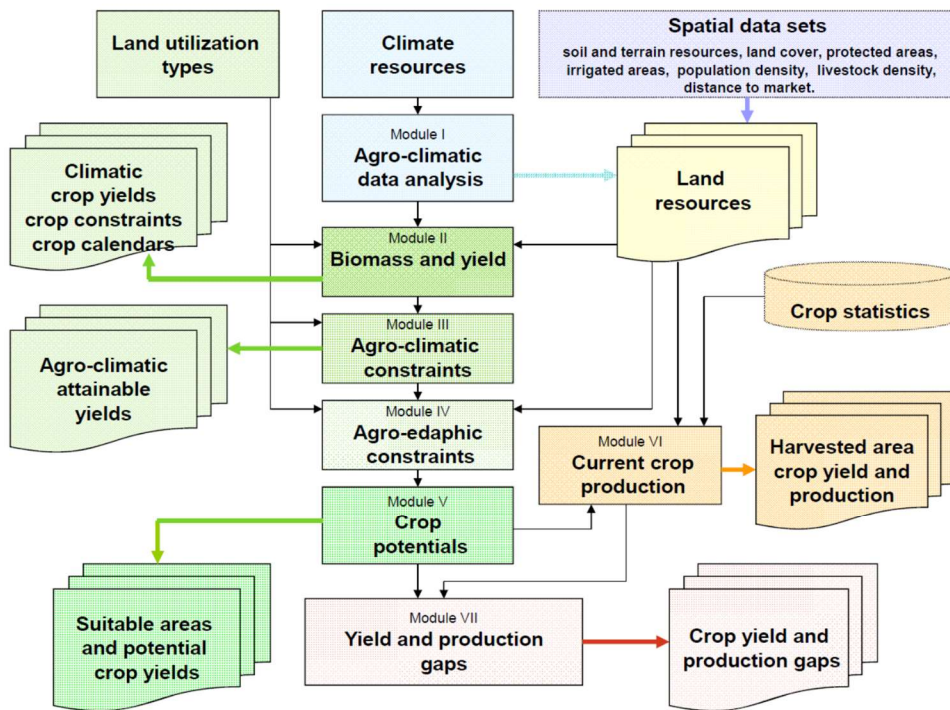 Land utilization
types
Climate
resources
Spatial data sets
soil and terrain resources, land cover, protected areas,
irrigated areas, population density, livestock density,
distance to market.
Module I
Agro-climatic
data analysis
Land
resources
Climatic
crop yields
crop constraints
crop calendars
Module II
Biomass and yield
Crop statistics
Module III
Agro-climatic
constraints
Agro-climatic
attainable
yields
Module IV
Agro-edaphic
constraints
Module VI
Current crop
production
Harvested area
crop yield and
production
Module V
Crop
potentials
Suitable areas
and potential
crop yields
Module VII
Yield and production
gaps
Crop yield and
production gaps